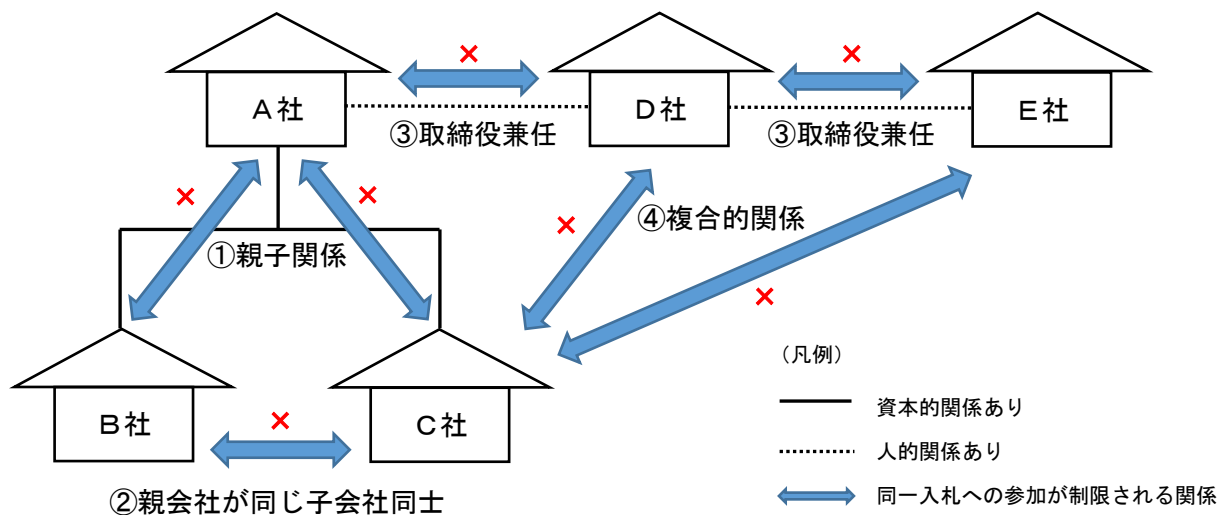 ×
×
A社
D社
E社
③取締役兼任
③取締役兼任
×
×
×
④複合的関係
①親子関係
×
(凡例)
資本的関係あり
B社
×
C社
人的関係あり
②親会社が同じ子会社同士
同一入札への参加が制限される関係